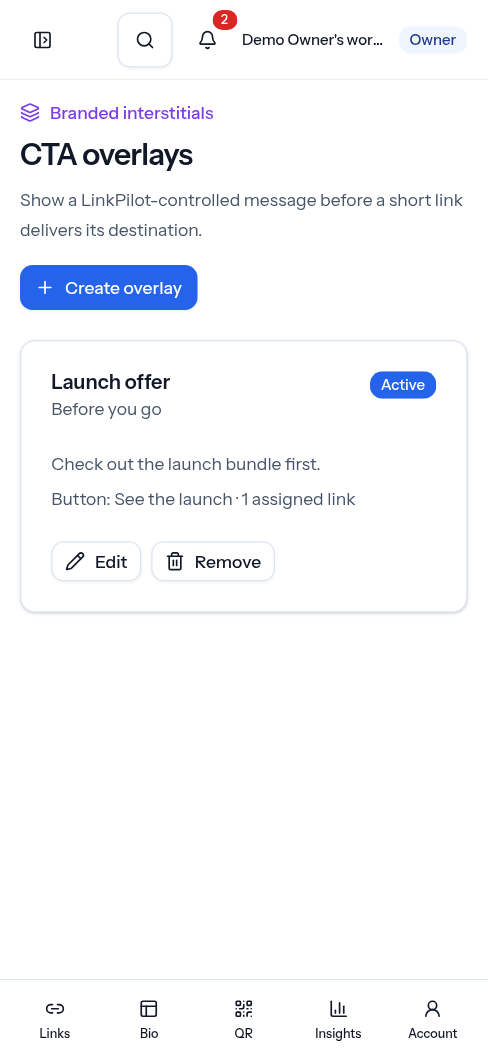 2
Demo Owner's wor...
Owner
Branded interstitials
CTA overlays
Show a LinkPilot-controlled message before a short link
delivers its destination.
Create overlay
Launch offer
Active
Before you go
Check out the launch bundle first.
Button: See the launch · 1 assigned link
Edit
Remove
Links
Bio
QR
Insights
Account